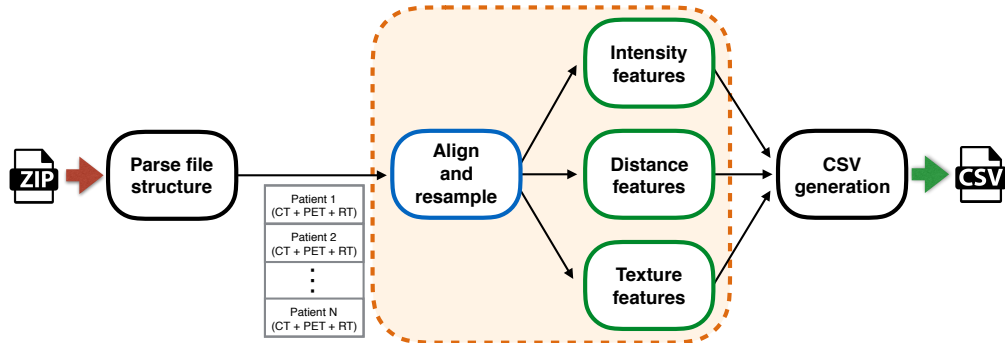 ZIP
Parse file
structure
Patient 1
(CT + PET + RT)
Patient 2
(CT + PET + RT)
Patient N
(CT + PET + RT)
Align
and
resample
Intensity
features
Distance
features
Texture
features
CSV
generation
CSV